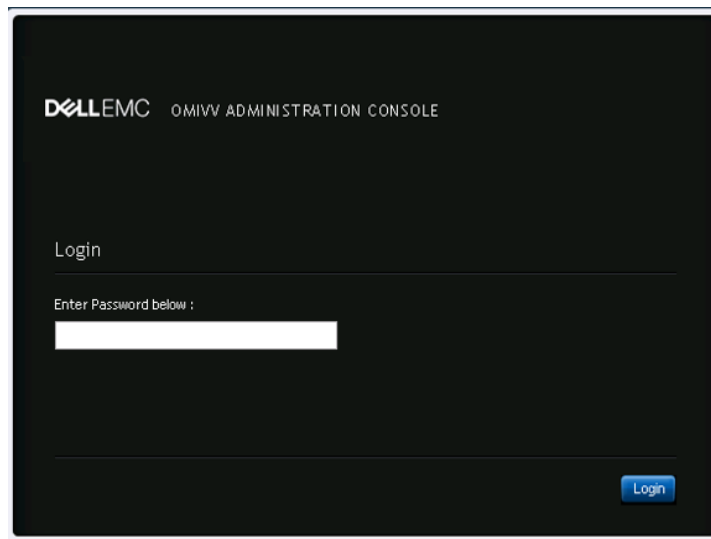 DELLEMC OMIVV ADMINISTRATION CONSOLE
Login
Enter Password below :
Login